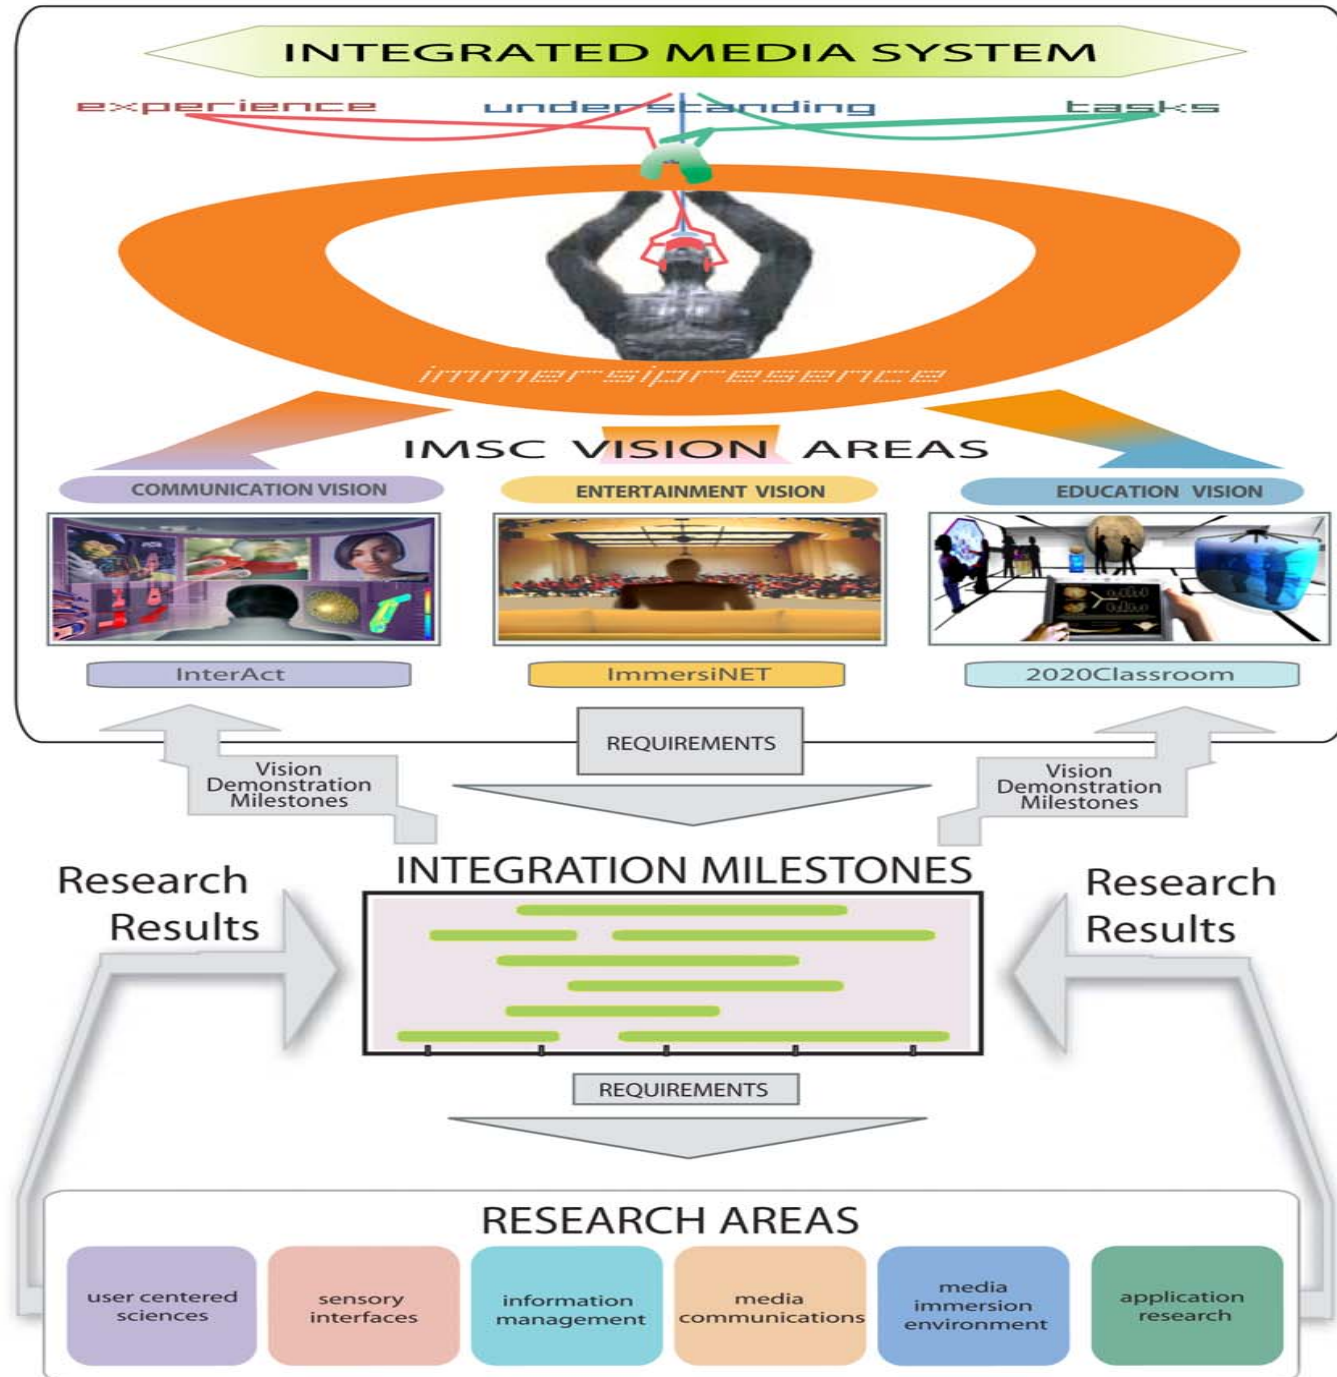 INTEGRATED MEDIA SYSTEM
experience understanding tasks
immersipresence
IMSC VISION AREAS
COMMUNICATION VISION
ENTERTAINMENT VISION
EDUCATION VISION
InterAct
ImmersiNET
2020Classroom
REQUIREMENTS
Vision
Demonstration
Milestones
Vision
Demonstration
Milestones
INTEGRATION MILESTONES
Research
Results
Research
Results
REQUIREMENTS
RESEARCH AREAS
user centered
sciences
sensory
interfaces
information
management
media
communications
media
immersion
environment
application
research